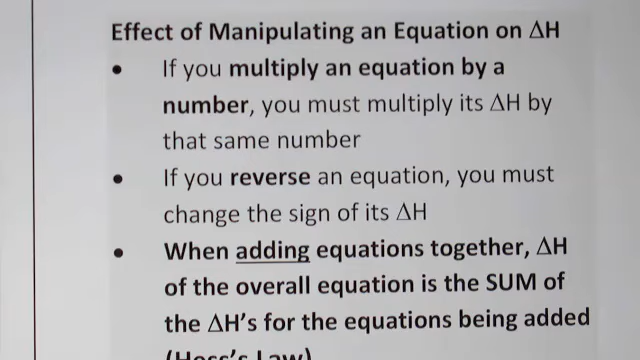 Effect of Manipulating an Equation on ΔH
• If you multiply an equation by a
number, you must multiply its ΔH by
that same number
• If you reverse an equation, you must
change the sign of its ΔH
• When adding equations together, ΔH
of the overall equation is the SUM of
the ΔH's for the equations being added
(Hess's Law)